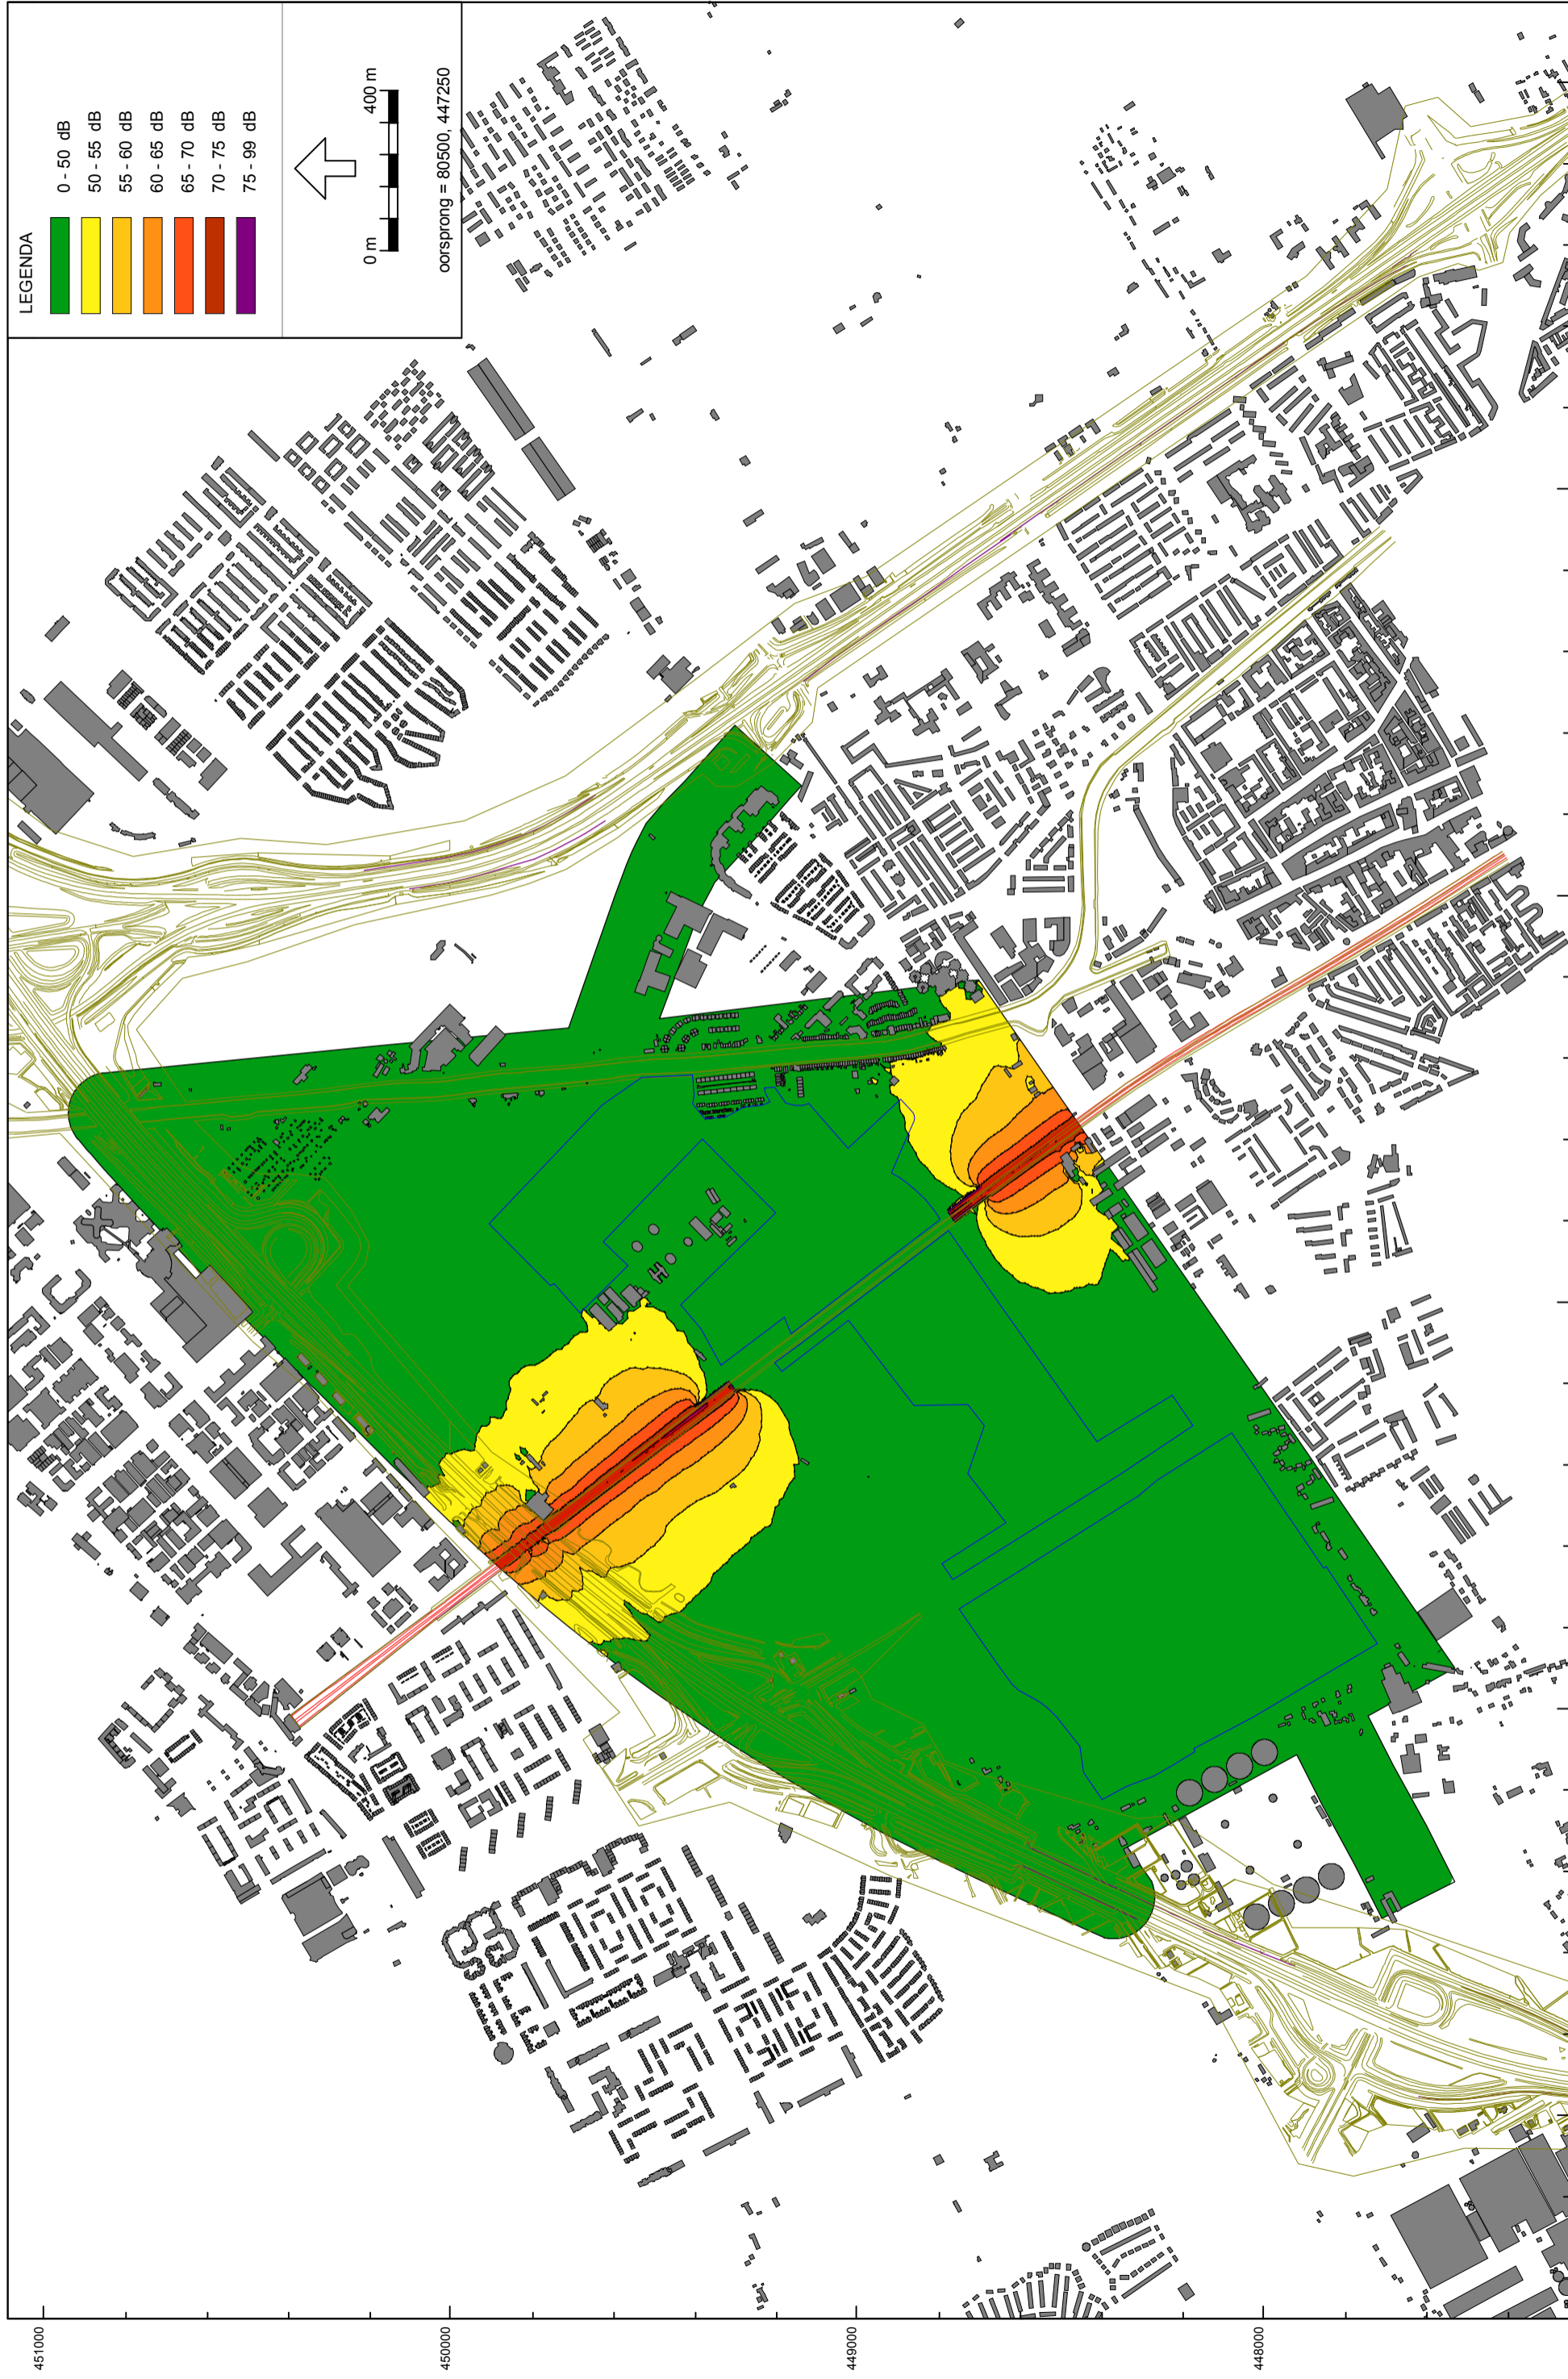 LEGENDA
0 - 50 dB
50 - 55 dB
55 - 60 dB
60 - 65 dB
65 - 70 dB
70 - 75 dB
75 - 99 dB
0 m 400 m
oorsprong = 80500, 447250
451000
450000
449000
448000